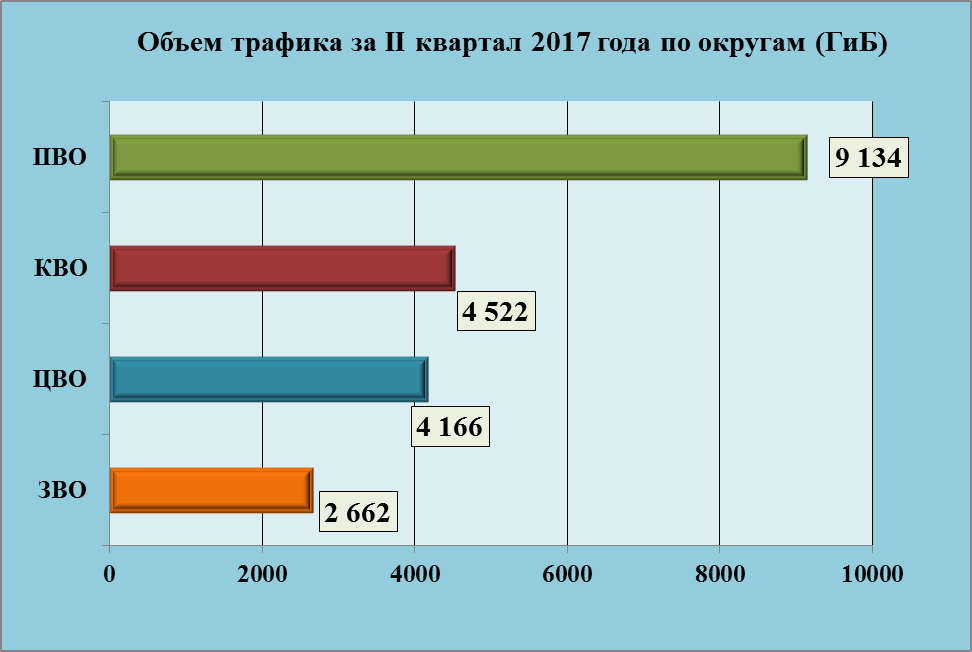 Объем трафика за II квартал 2017 года по округам (ГиБ)
ПВО
9 134
КВО
4 522
ЦВО
4 166
ЗВО
2 662
0 2000 4000 6000 8000 10000